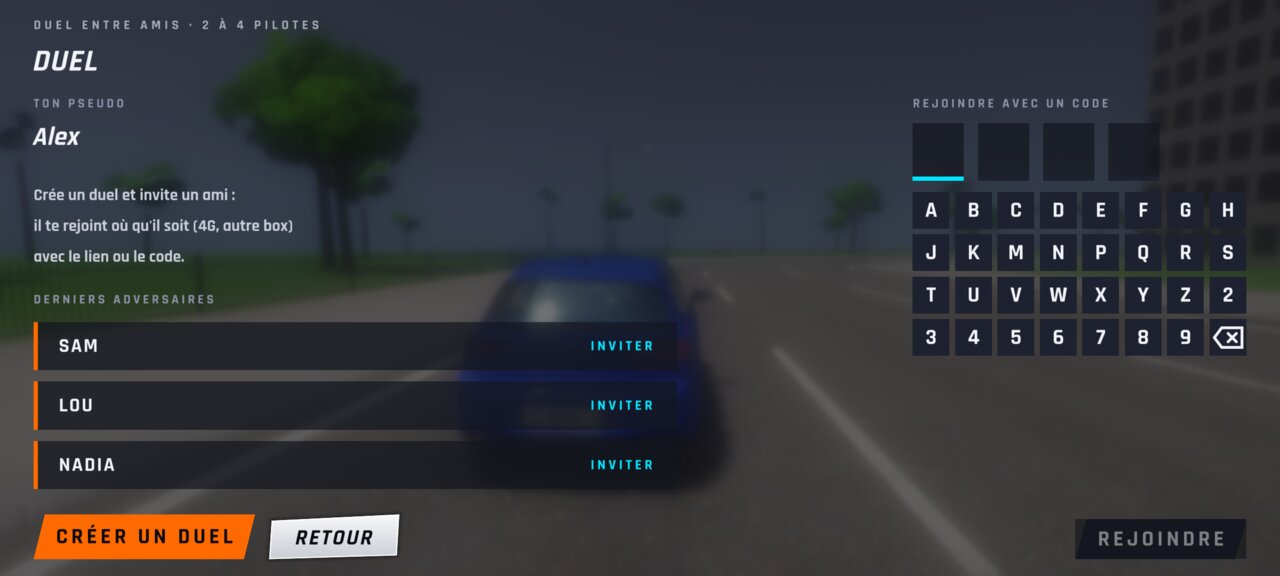 DUEL ENTRE AMIS · 2 À 4 PILOTES
DUEL
TON PSEUDO
Alex
Crée un duel et invite un ami :
il te rejoint où qu'il soit (4G, autre box)
avec le lien ou le code.
DERNIERS ADVERSAIRES
SAM INVITER
LOU INVITER
NADIA INVITER
CRÉER UN DUEL RETOUR
REJOINDRE AVEC UN CODE
A B C D E F G H
J K M N P Q R S
T U V W X Y Z 2
3 4 5 6 7 8 9
REJOINDRE